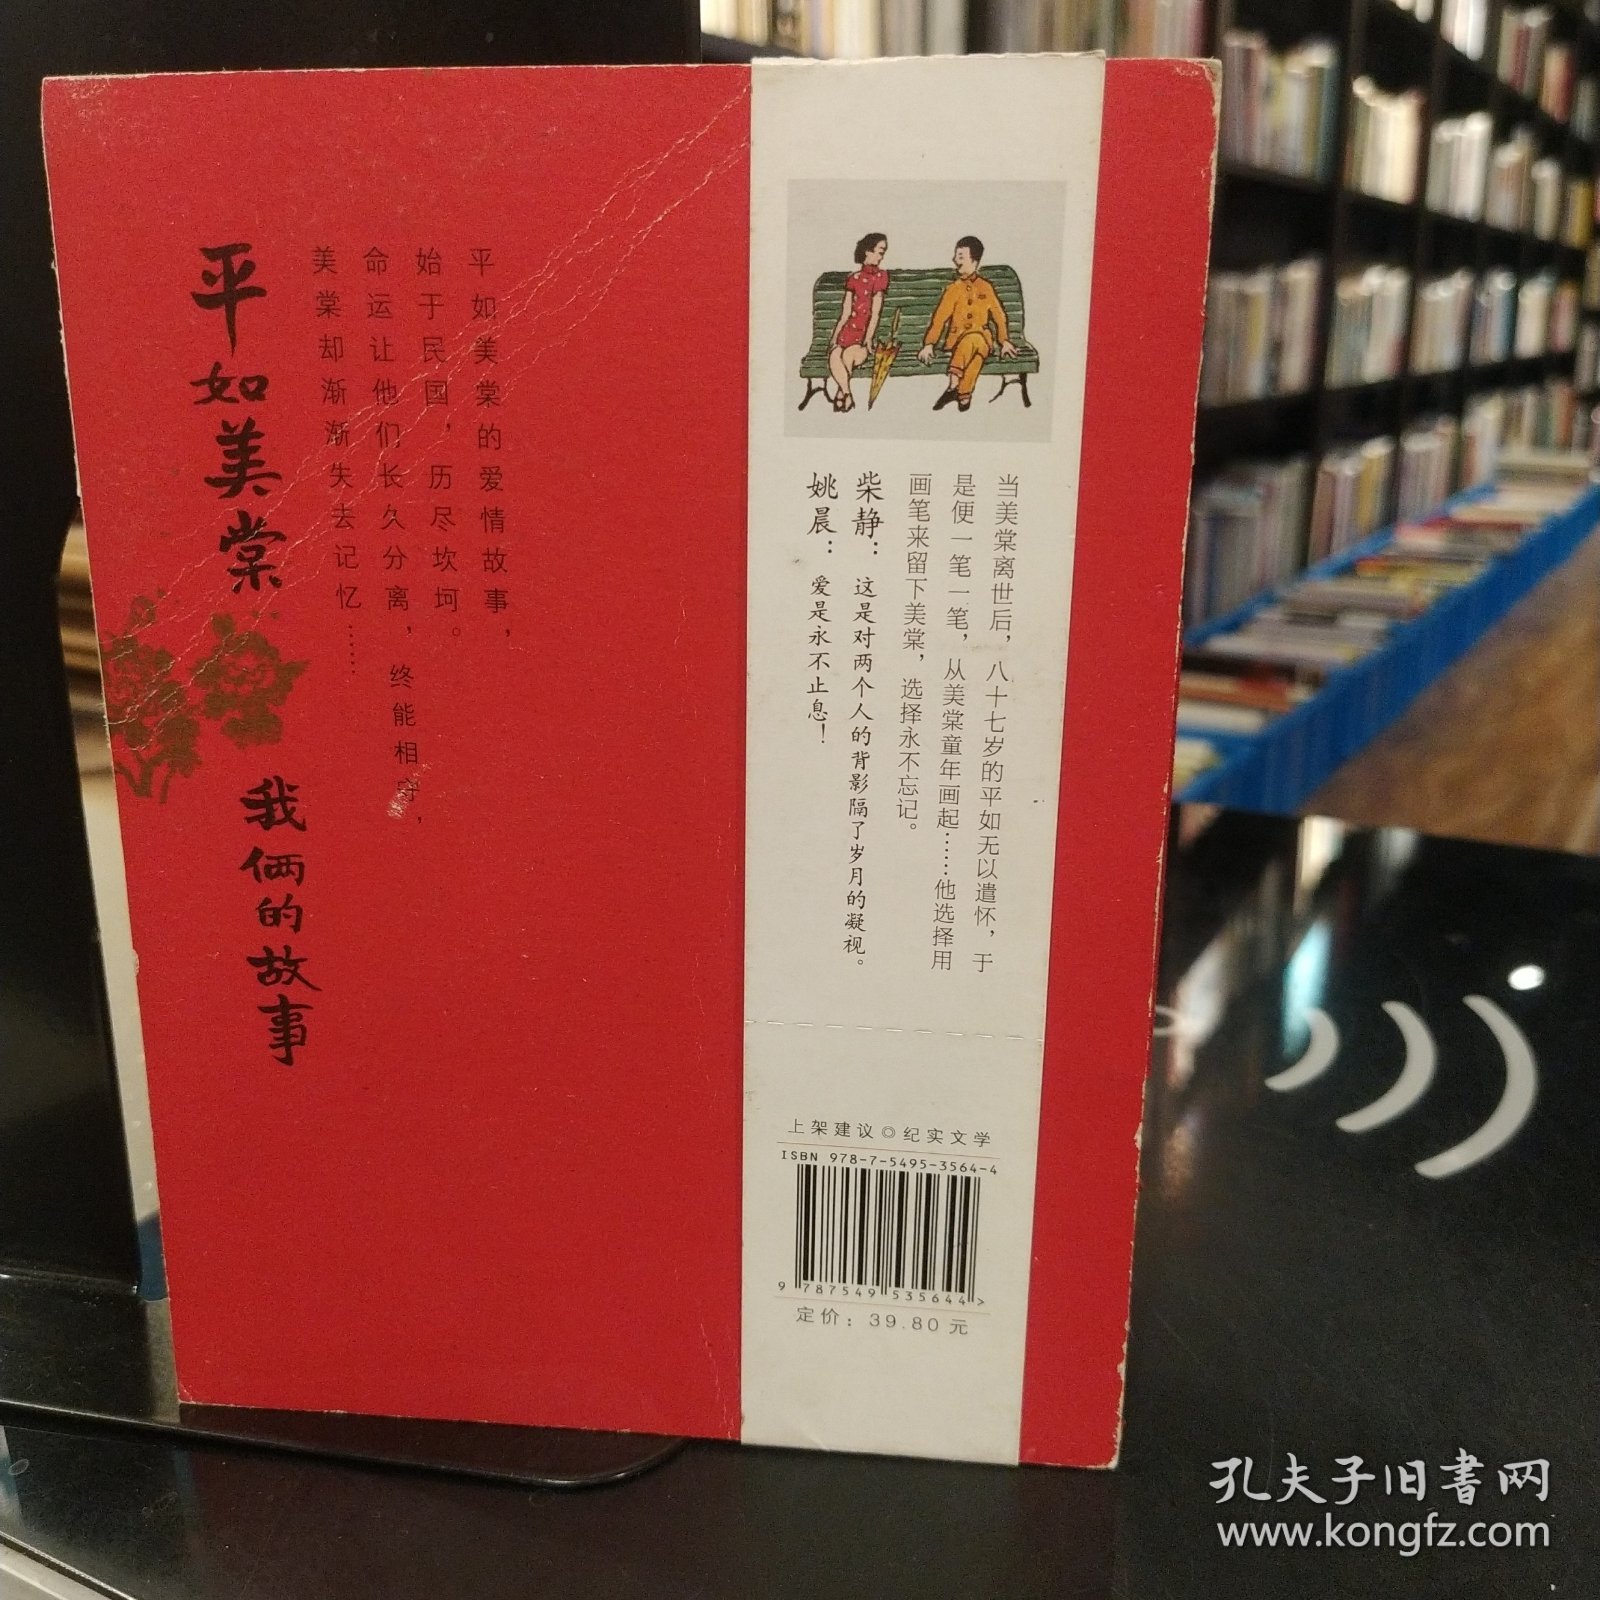 平如美棠
我俩的故事
平如美棠的爱情故事，
始于民国，历尽坎坷。
命运让他们长久分离，终能相守，
美棠却渐渐失去记忆……
当美棠离世后，八十七岁的平如无以遣怀，于
是便一笔一笔，从美棠童年画起……他选择用
画笔来留下美棠，选择永不忘记。
柴静：这是对两个人的背影隔了岁月的凝视。
姚晨：爱是永不止息！
上架建议◎纪实文学
ISBN 978-7-5495-3564-4
9 787549 535644 >
定价：39.80元
孔夫子旧書网
www.kongfz.com